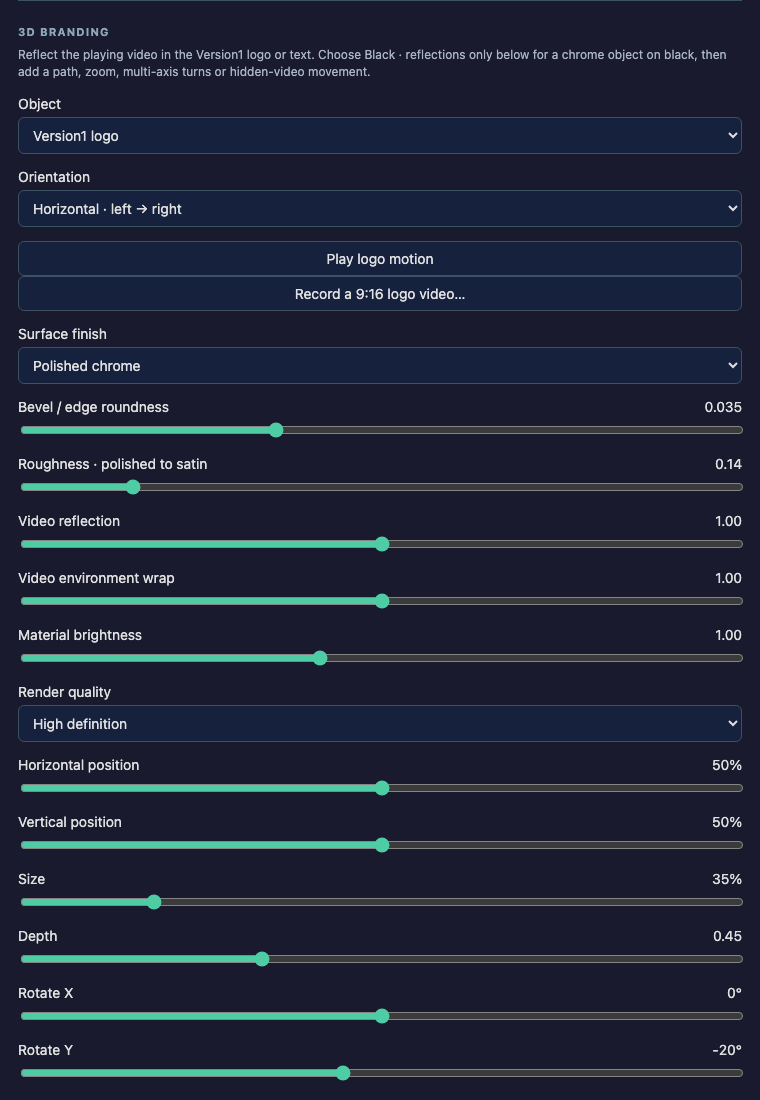 3D BRANDING
Reflect the playing video in the Version1 logo or text. Choose Black · reflections only below for a chrome object on black, then
add a path, zoom, multi-axis turns or hidden-video movement.
Object
Version1 logo
Orientation
Horizontal · left → right
Play logo motion
Record a 9:16 logo video...
Surface finish
Polished chrome
Bevel / edge roundness 0.035
Roughness · polished to satin 0.14
Video reflection 1.00
Video environment wrap 1.00
Material brightness 1.00
Render quality
High definition
Horizontal position 50%
Vertical position 50%
Size 35%
Depth 0.45
Rotate X 0°
Rotate Y -20°